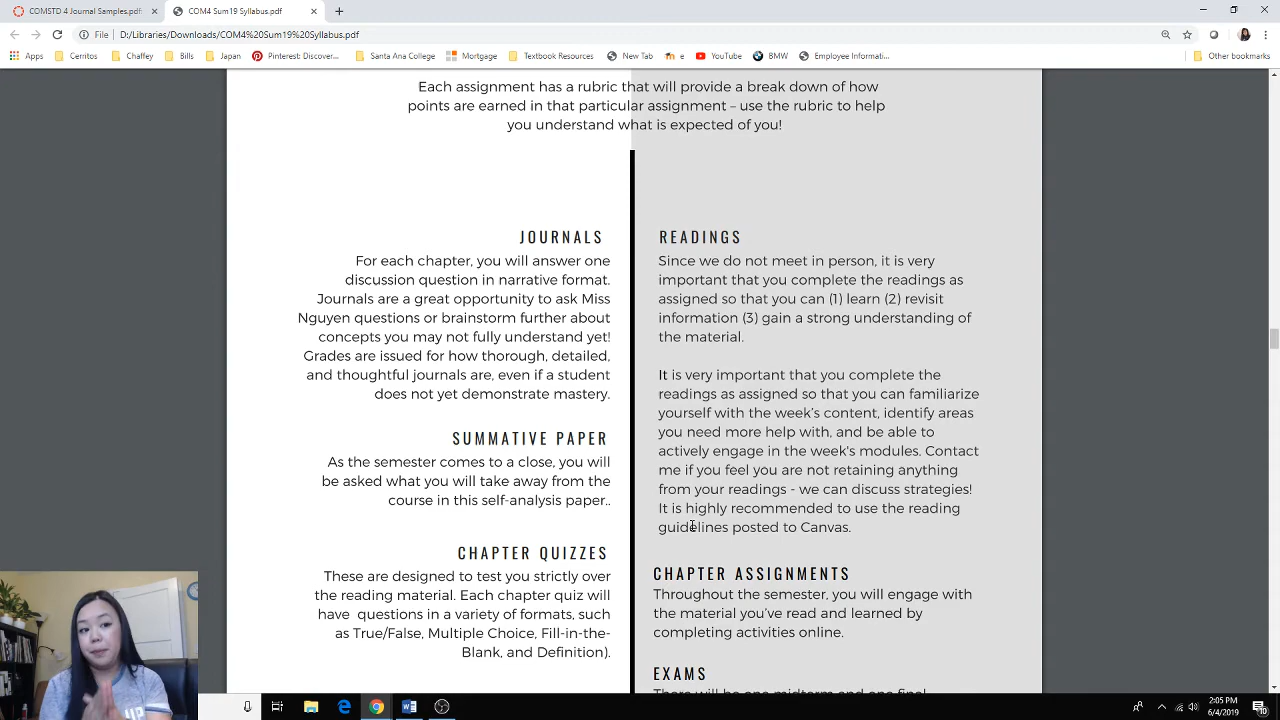 COMSTD 4 Journal Samples.pdf
COM4 Sum19 Syllabus.pdf
File
D:/Libraries/Downloads/COM4%20Sum19%20Syllabus.pdf
Apps
Cerritos
Chaffey
Bills
Japan
Pinterest: Discover...
Santa Ana College
Mortgage
Textbook Resources
New Tab
e
YouTube
BMW
Employee Informati...
Other bookmarks
Each assignment has a rubric that will provide a break down of how
points are earned in that particular assignment – use the rubric to help
you understand what is expected of you!
JOURNALS
For each chapter, you will answer one
discussion question in narrative format.
Journals are a great opportunity to ask Miss
Nguyen questions or brainstorm further about
concepts you may not fully understand yet!
Grades are issued for how thorough, detailed,
and thoughtful journals are, even if a student
does not yet demonstrate mastery.
SUMMATIVE PAPER
As the semester comes to a close, you will
be asked what you will take away from the
course in this self-analysis paper..
CHAPTER QUIZZES
These are designed to test you strictly over
the reading material. Each chapter quiz will
have questions in a variety of formats, such
as True/False, Multiple Choice, Fill-in-the-
Blank, and Definition).
READINGS
Since we do not meet in person, it is very
important that you complete the readings as
assigned so that you can (1) learn (2) revisit
information (3) gain a strong understanding of
the material.
It is very important that you complete the
readings as assigned so that you can familiarize
yourself with the week's content, identify areas
you need more help with, and be able to
actively engage in the week's modules. Contact
me if you feel you are not retaining anything
from your readings - we can discuss strategies!
It is highly recommended to use the reading
guidelines posted to Canvas.
CHAPTER ASSIGNMENTS
Throughout the semester, you will engage with
the material you've read and learned by
completing activities online.
EXAMS
There will be one midterm and one final
2:05 PM
6/4/2019